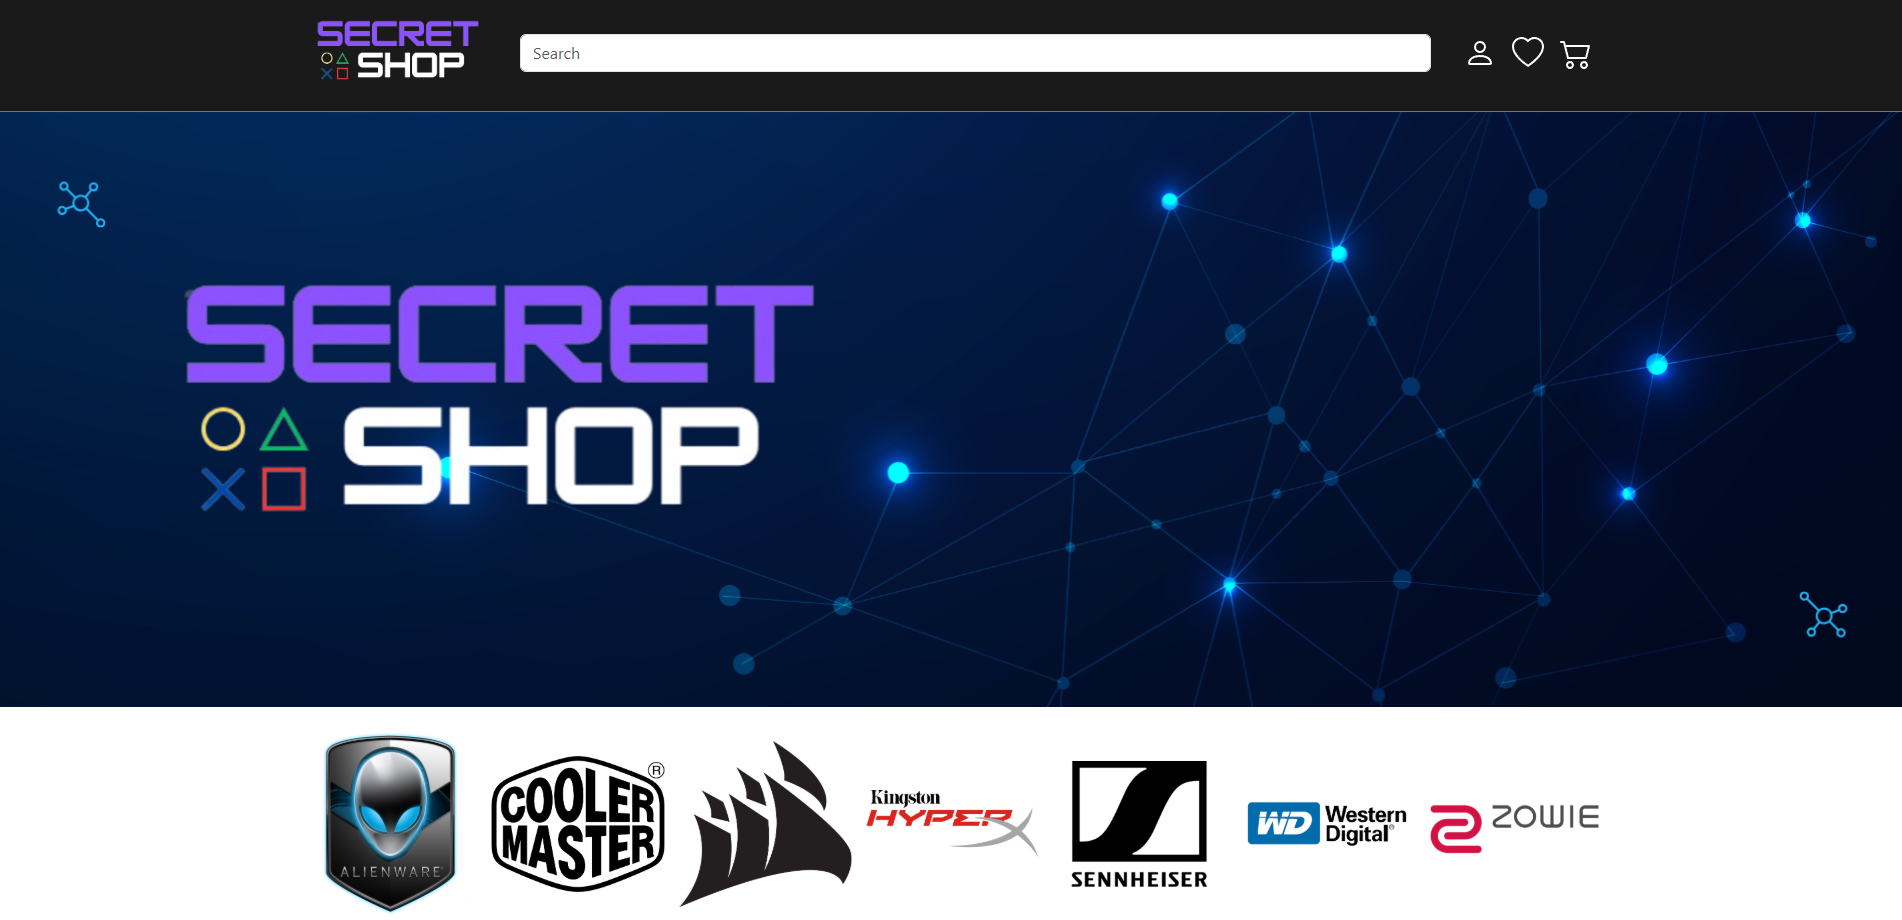 SECRET
SHOP
Search
SECRET
SHOP
ALIENWARE
COOLER
MASTER
®
Kingston
HYPERX
SENNHEISER
WD Western
Digital®
ZOWIE